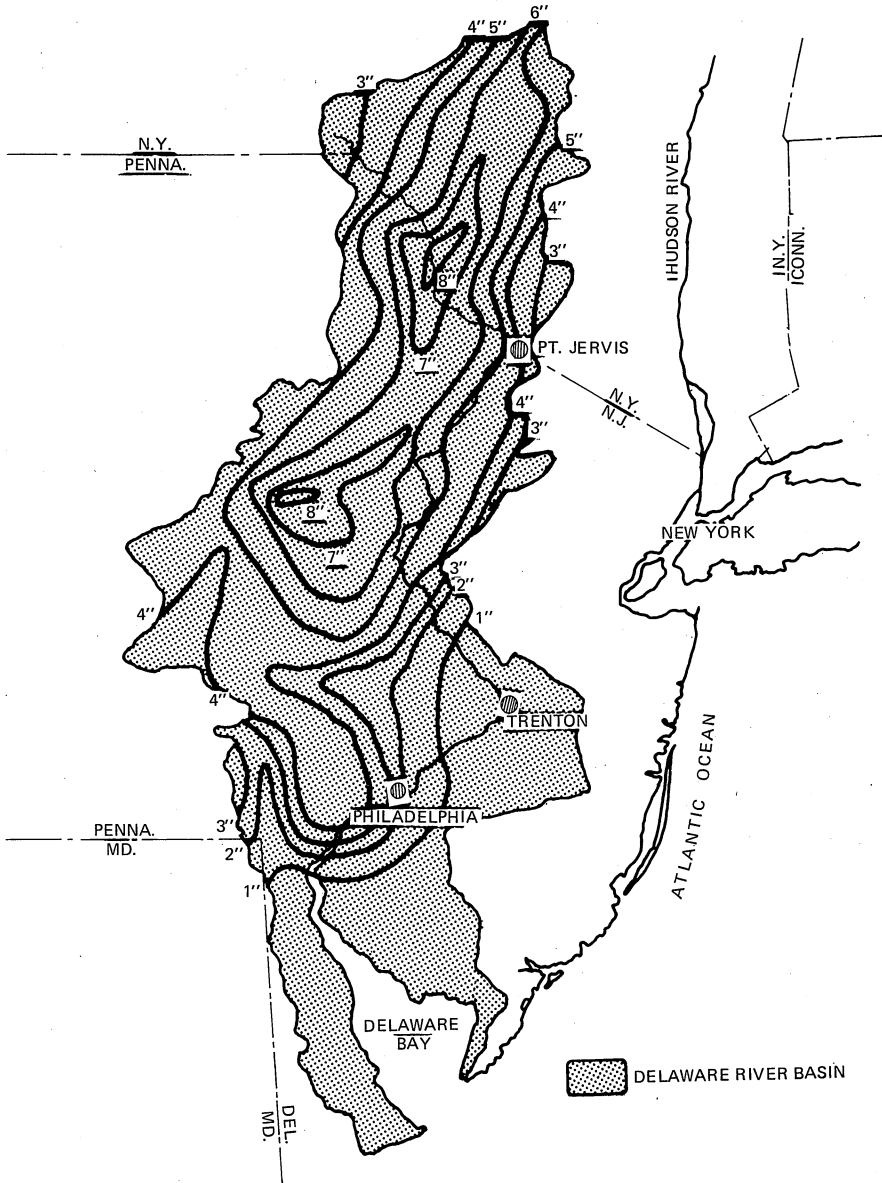 6"
4" 5"
3"
N.Y.
PENNA.
5"
4"
3"
8"
HUDSON RIVER
N.Y.
CONN.
PT. JERVIS
7"
N.Y.
N.J.
4"
3"
8"
NEW YORK
7"
3"
2"
4"
1"
4"
TRENTON
ATLANTIC OCEAN
PHILADELPHIA
PENNA.
MD.
3"
2"
1"
DELAWARE
BAY
DELAWARE RIVER BASIN
DEL.
MD.